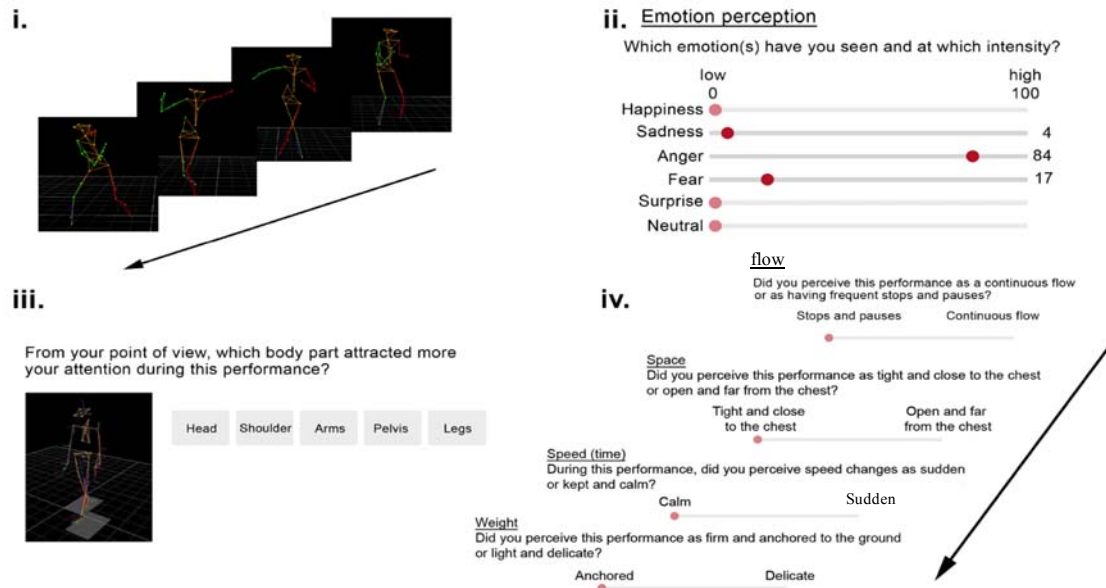 i.
ii. Emotion perception
Which emotion(s) have you seen and at which intensity?
low high
0 100
Happiness
Sadness 4
Anger 84
Fear 17
Surprise
Neutral
iii.
From your point of view, which body part attracted more
your attention during this performance?
Head Shoulder Arms Pelvis Legs
iv.
flow
Did you perceive this performance as a continuous flow
or as having frequent stops and pauses?
Stops and pauses Continuous flow
Space
Did you perceive this performance as tight and close to the chest
or open and far from the chest?
Tight and close Open and far
to the chest from the chest
Speed (time)
During this performance, did you perceive speed changes as sudden
or kept and calm?
Calm Sudden
Weight
Did you perceive this performance as firm and anchored to the ground
or light and delicate?
Anchored Delicate